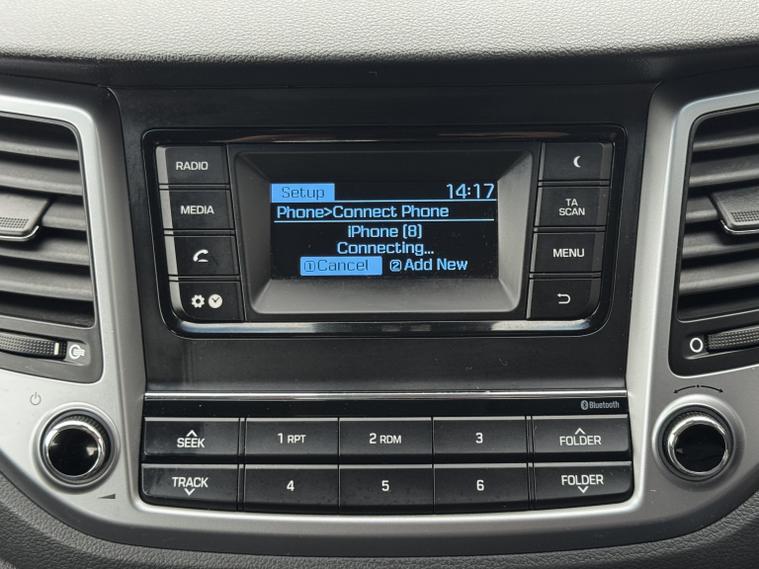 RADIO
MEDIA
Setup 14:17
Phone>Connect Phone
iPhone (8)
Connecting...
①Cancel ②Add New
TA
SCAN
MENU
Bluetooth
SEEK
1 RPT
2 RDM
3
FOLDER
TRACK
4
5
6
FOLDER